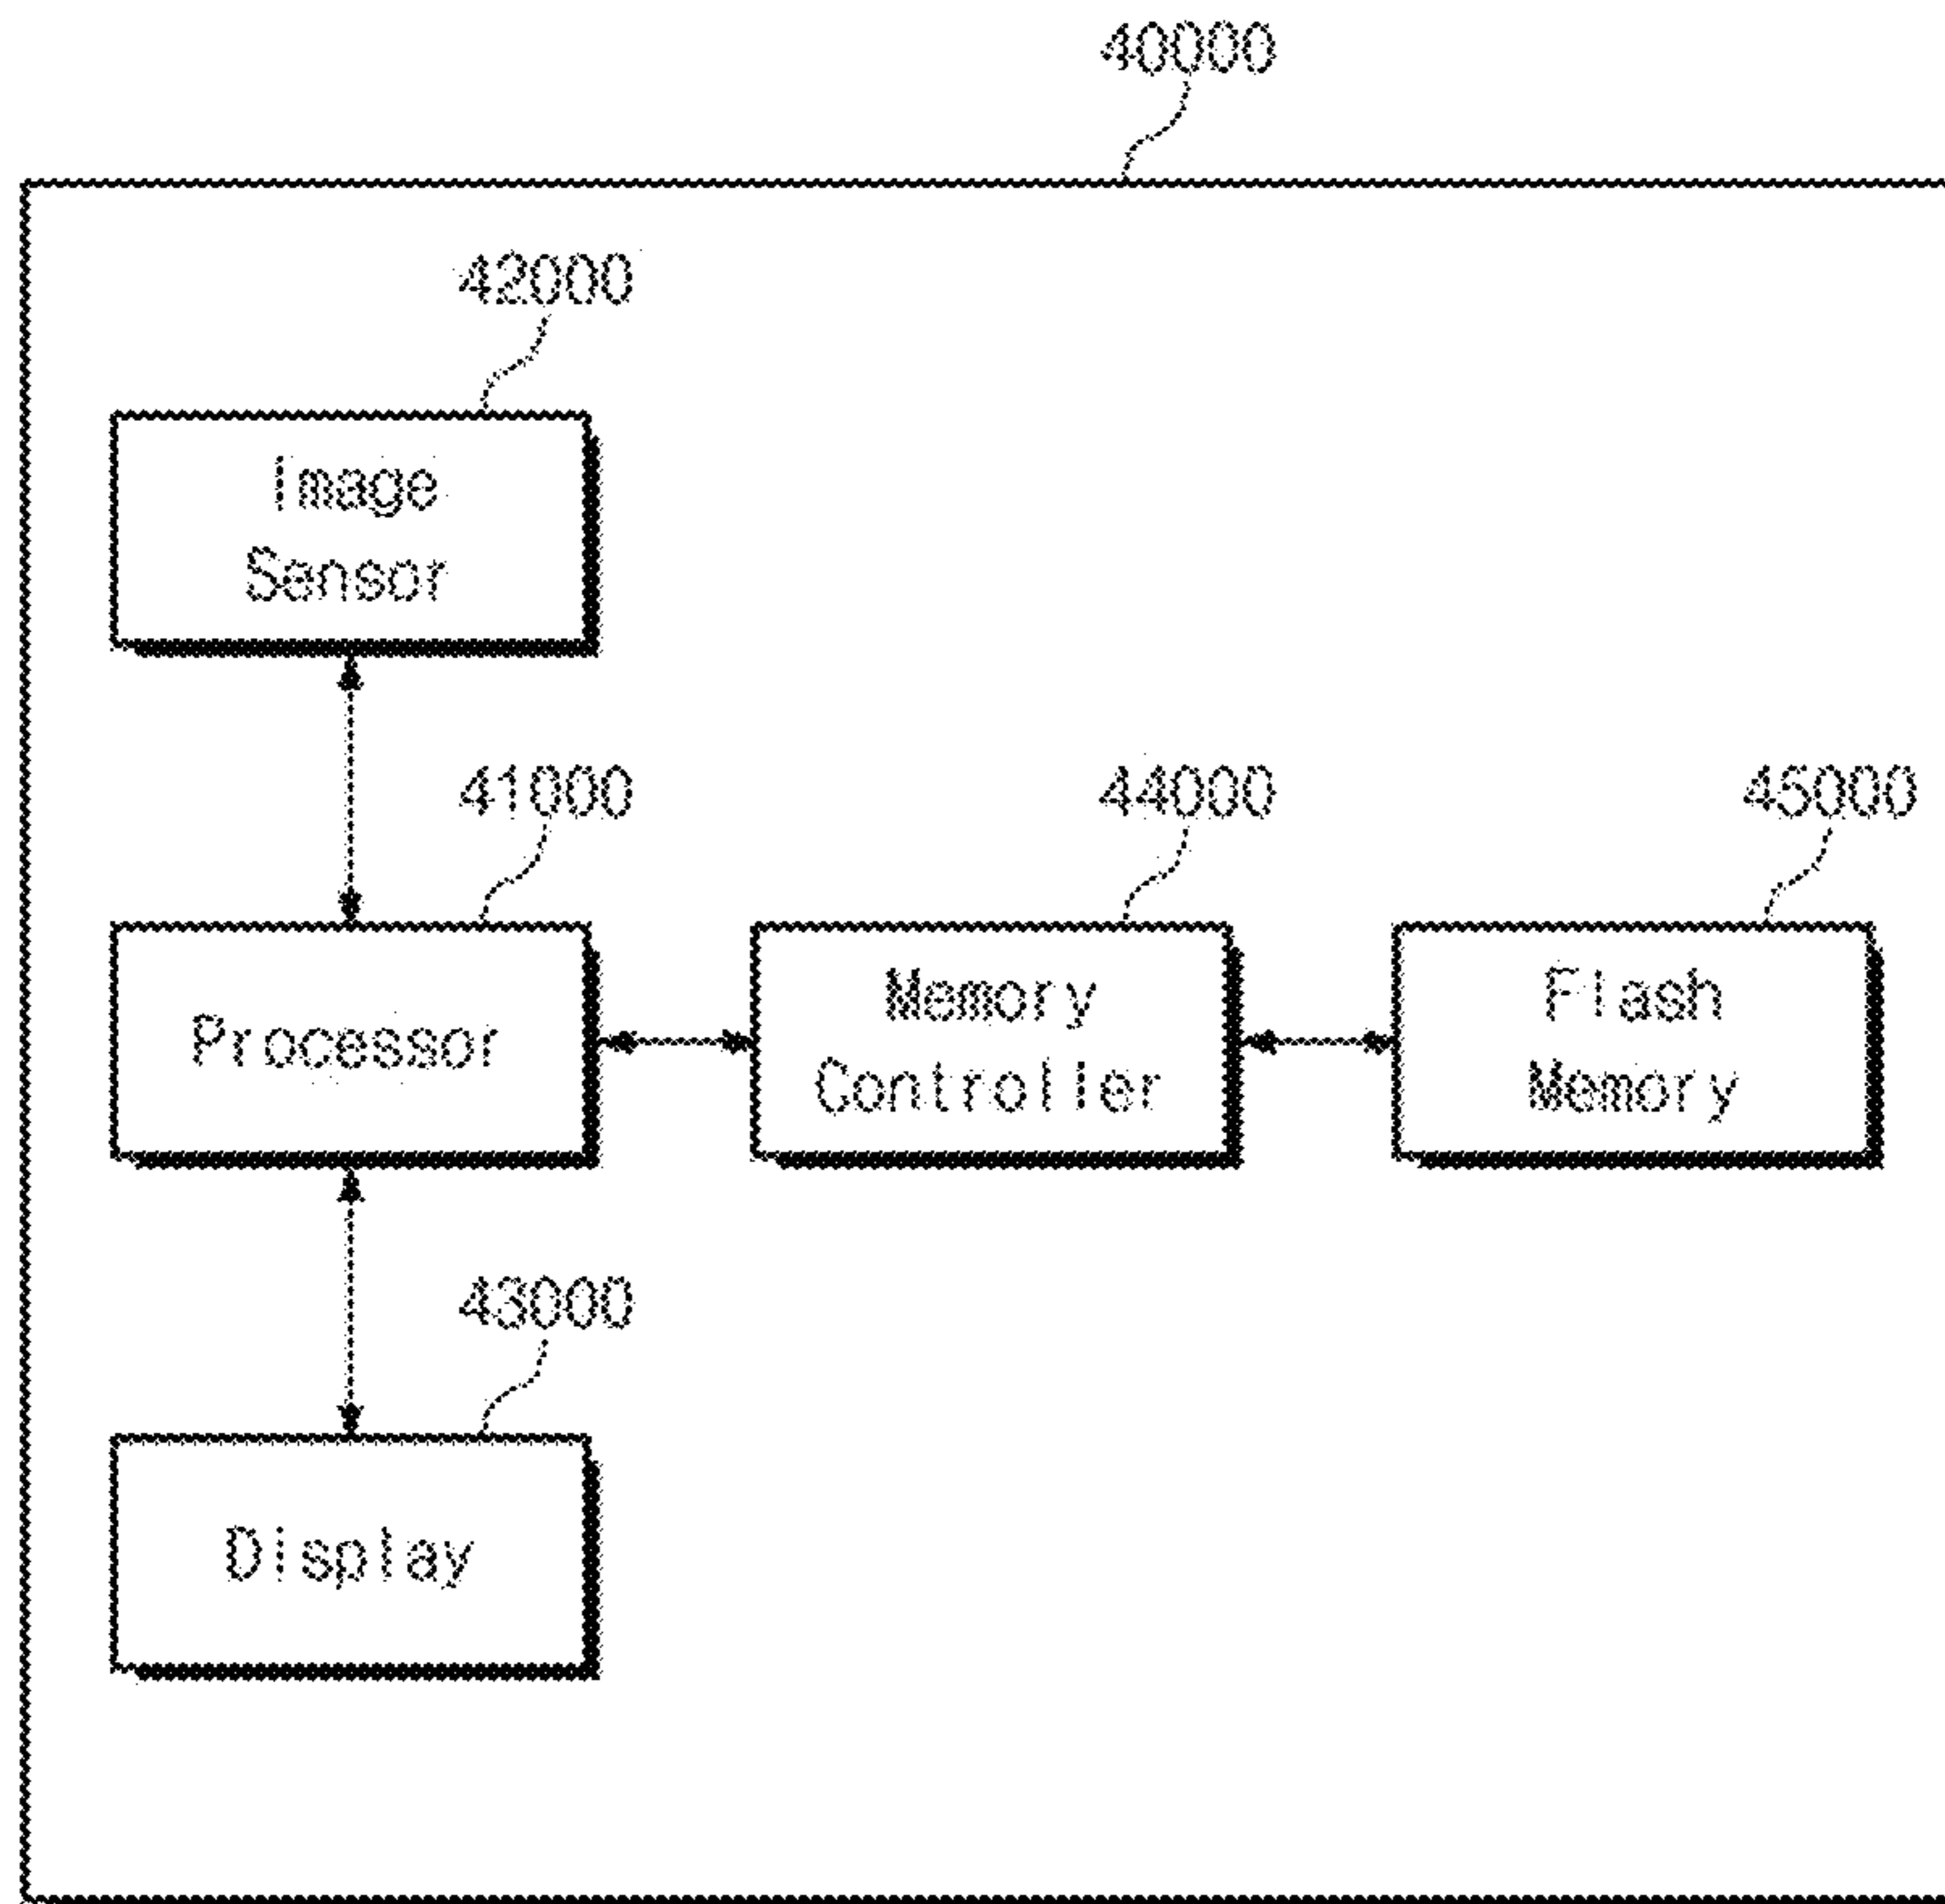 40000
42000
Image
Sensor
41000
44000
45000
Processor
Memory
Controller
Flash
Memory
43000
Display